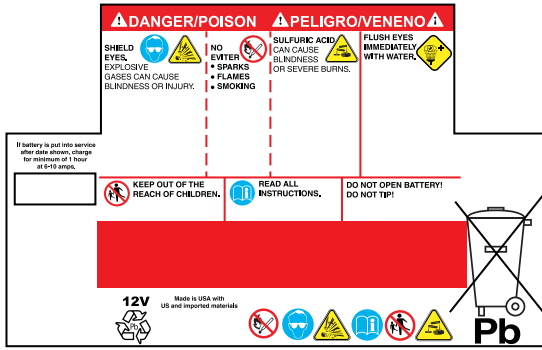 DANGER/POISON
PELIGRO/VENENO
SHIELD
EYES.
EXPLOSIVE
GASES CAN CAUSE
BLINDNESS OR INJURY.
NO
EVITER
• SPARKS
• FLAMES
• SMOKING
SULFURIC ACID
CAN CAUSE
BLINDNESS
OR SEVERE BURNS.
FLUSH EYES
IMMEDIATELY
WITH WATER.
If battery is put into service
after date shown, charge
for minimum of 1 hour
at 6-10 amps.
KEEP OUT OF THE
REACH OF CHILDREN.
READ ALL
INSTRUCTIONS.
DO NOT OPEN BATTERY!
DO NOT TIP!
12V
Pb
Made is USA with
US and imported materials
Pb